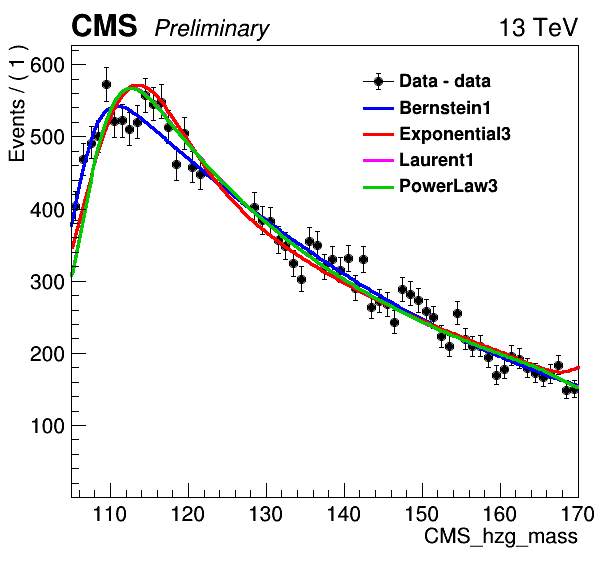 CMS Preliminary 13 TeV
Events / ( 1 )
600
500
400
300
200
100
Data - data
Bernstein1
Exponential3
Laurent1
PowerLaw3
110 120 130 140 150 160 170
CMS_hzg_mass